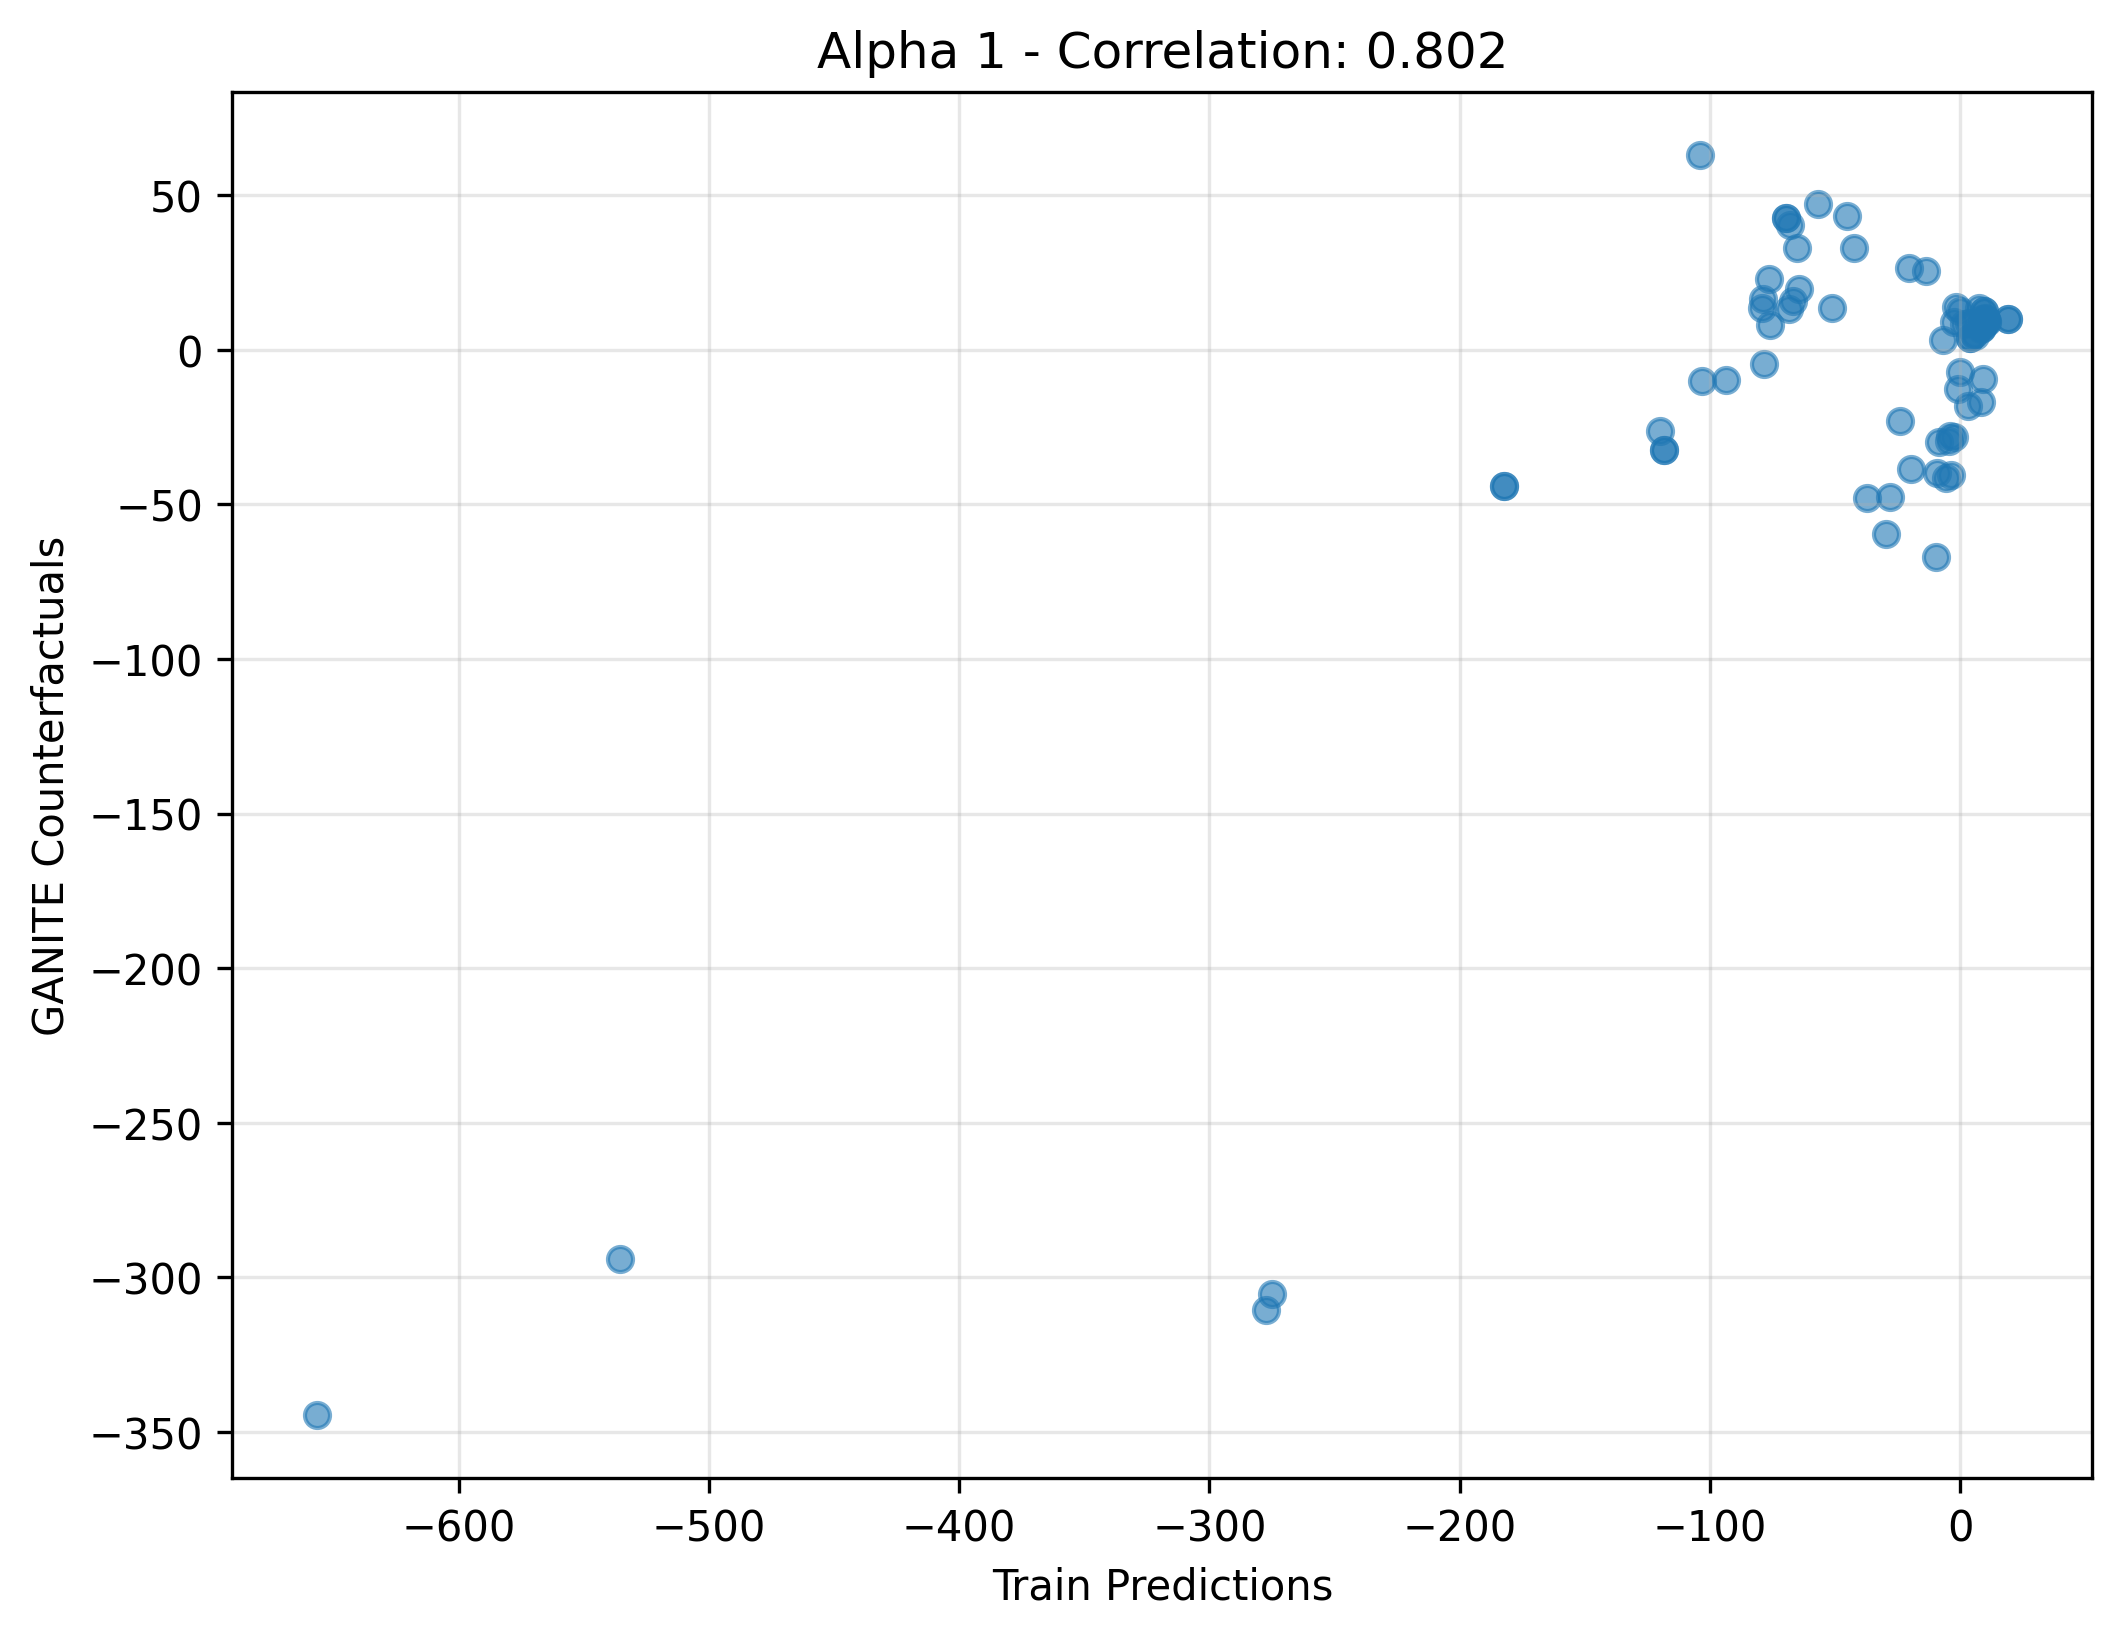 Alpha 1 - Correlation: 0.802
50
0
−50
−100
−150
−200
−250
−300
−350
GANITE Counterfactuals
−600 −500 −400 −300 −200 −100 0
Train Predictions